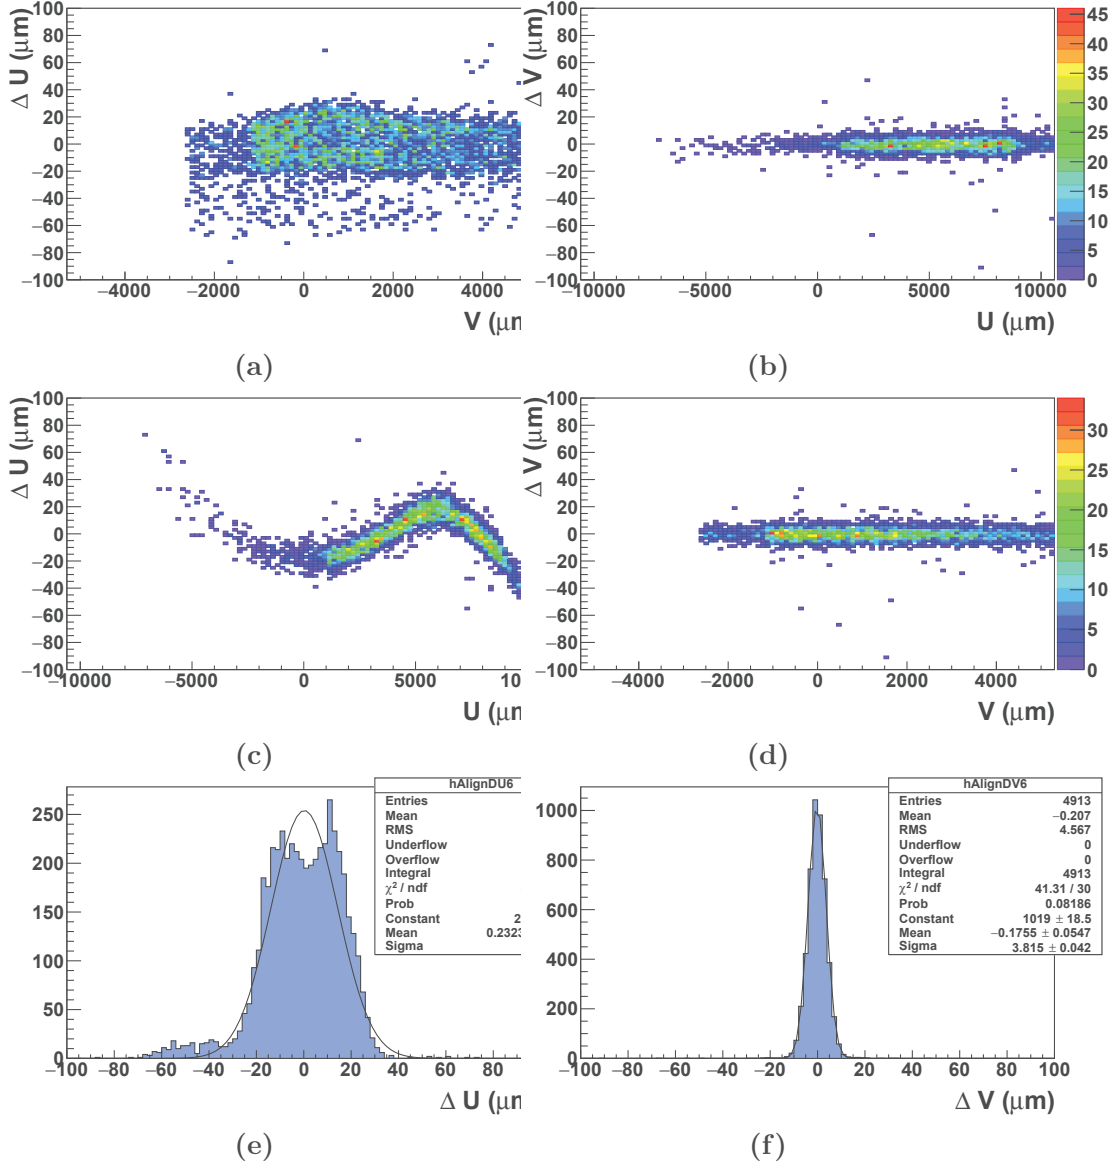 Δ U (μm)
100
80
60
40
20
0
−20
−40
−60
−80
−100
−4000 −2000 0 2000 4000
V (μm
(a)
Δ V (μm)
100
80
60
40
20
0
−20
−40
−60
−80
−100
−10000 −5000 0 5000 10000
U (μm)
45
40
35
30
25
20
15
10
5
0
(b)
Δ U (μm)
100
80
60
40
20
0
−20
−40
−60
−80
−100
−10000 −5000 0 5000 10
U (μm
(c)
Δ V (μm)
100
80
60
40
20
0
−20
−40
−60
−80
−100
−4000 −2000 0 2000 4000
V (μm)
30
25
20
15
10
5
0
(d)
hAlignDU6
Entries
Mean
RMS
Underflow
Overflow
Integral
χ² / ndf
Prob
Constant 2
Mean 0.2323
Sigma
250
200
150
100
50
0
−100 −80 −60 −40 −20 0 20 40 60 80
Δ U (μm
(e)
hAlignDV6
Entries 4913
Mean −0.207
RMS 4.567
Underflow 0
Overflow 0
Integral 4913
χ² / ndf 41.31 / 30
Prob 0.08186
Constant 1019 ± 18.5
Mean −0.1755 ± 0.0547
Sigma 3.815 ± 0.042
1000
800
600
400
200
0
−100 −80 −60 −40 −20 0 20 40 60 80 100
Δ V (μm)
(f)